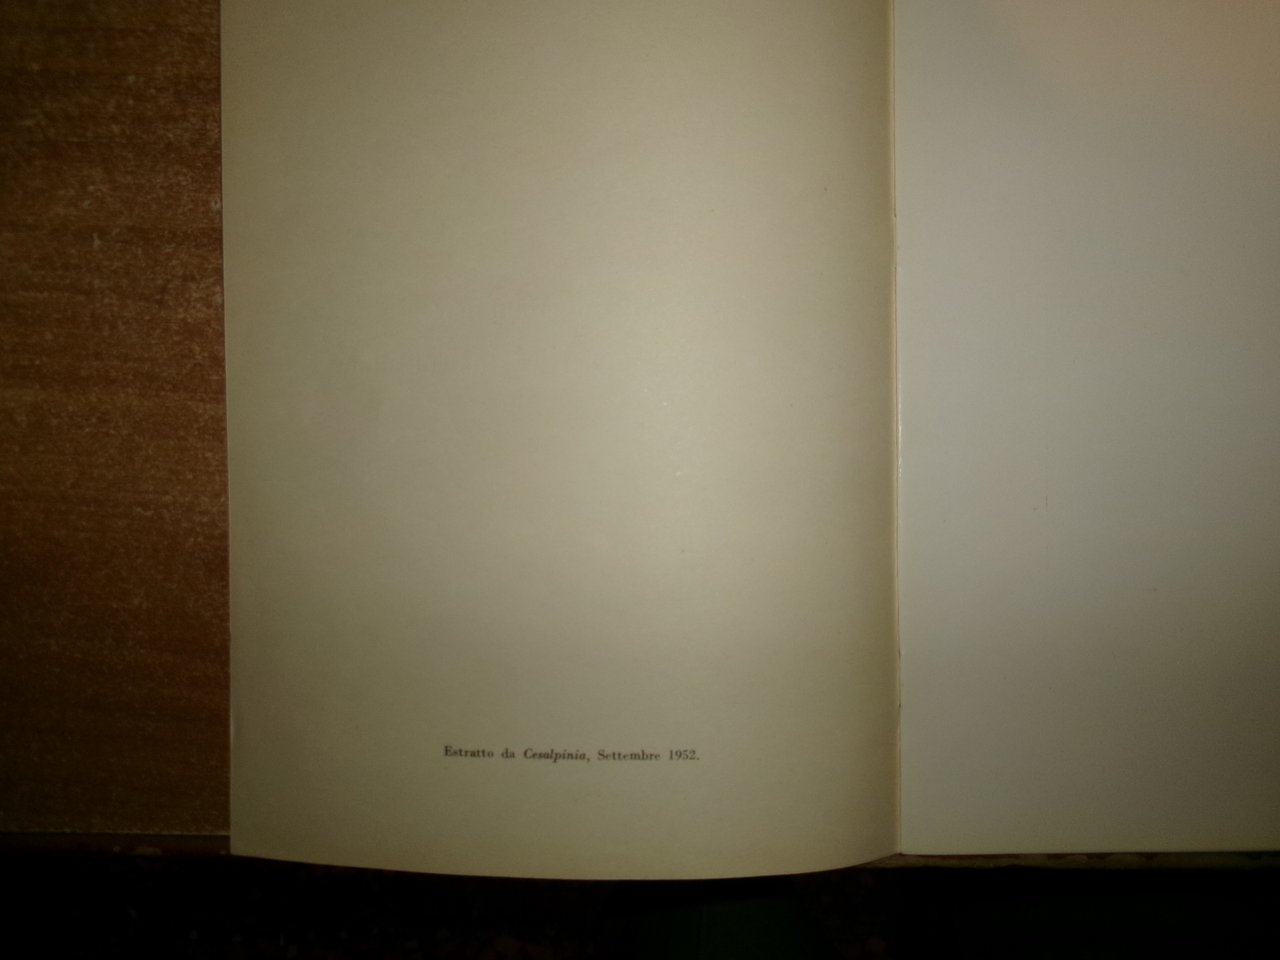 Estratto da Cesalpinia, Settembre 1952.